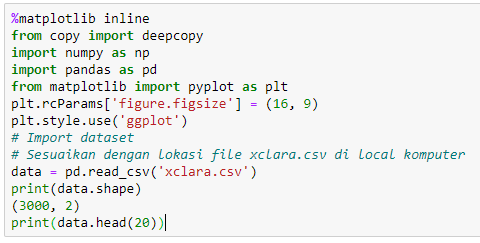 %matplotlib inline
from copy import deepcopy
import numpy as np
import pandas as pd
from matplotlib import pyplot as plt
plt.rcParams['figure.figsize'] = (16, 9)
plt.style.use('ggplot')
# Import dataset
# Sesuaikan dengan lokasi file xclara.csv di local komputer
data = pd.read_csv('xclara.csv')
print(data.shape)
(3000, 2)
print(data.head(20))